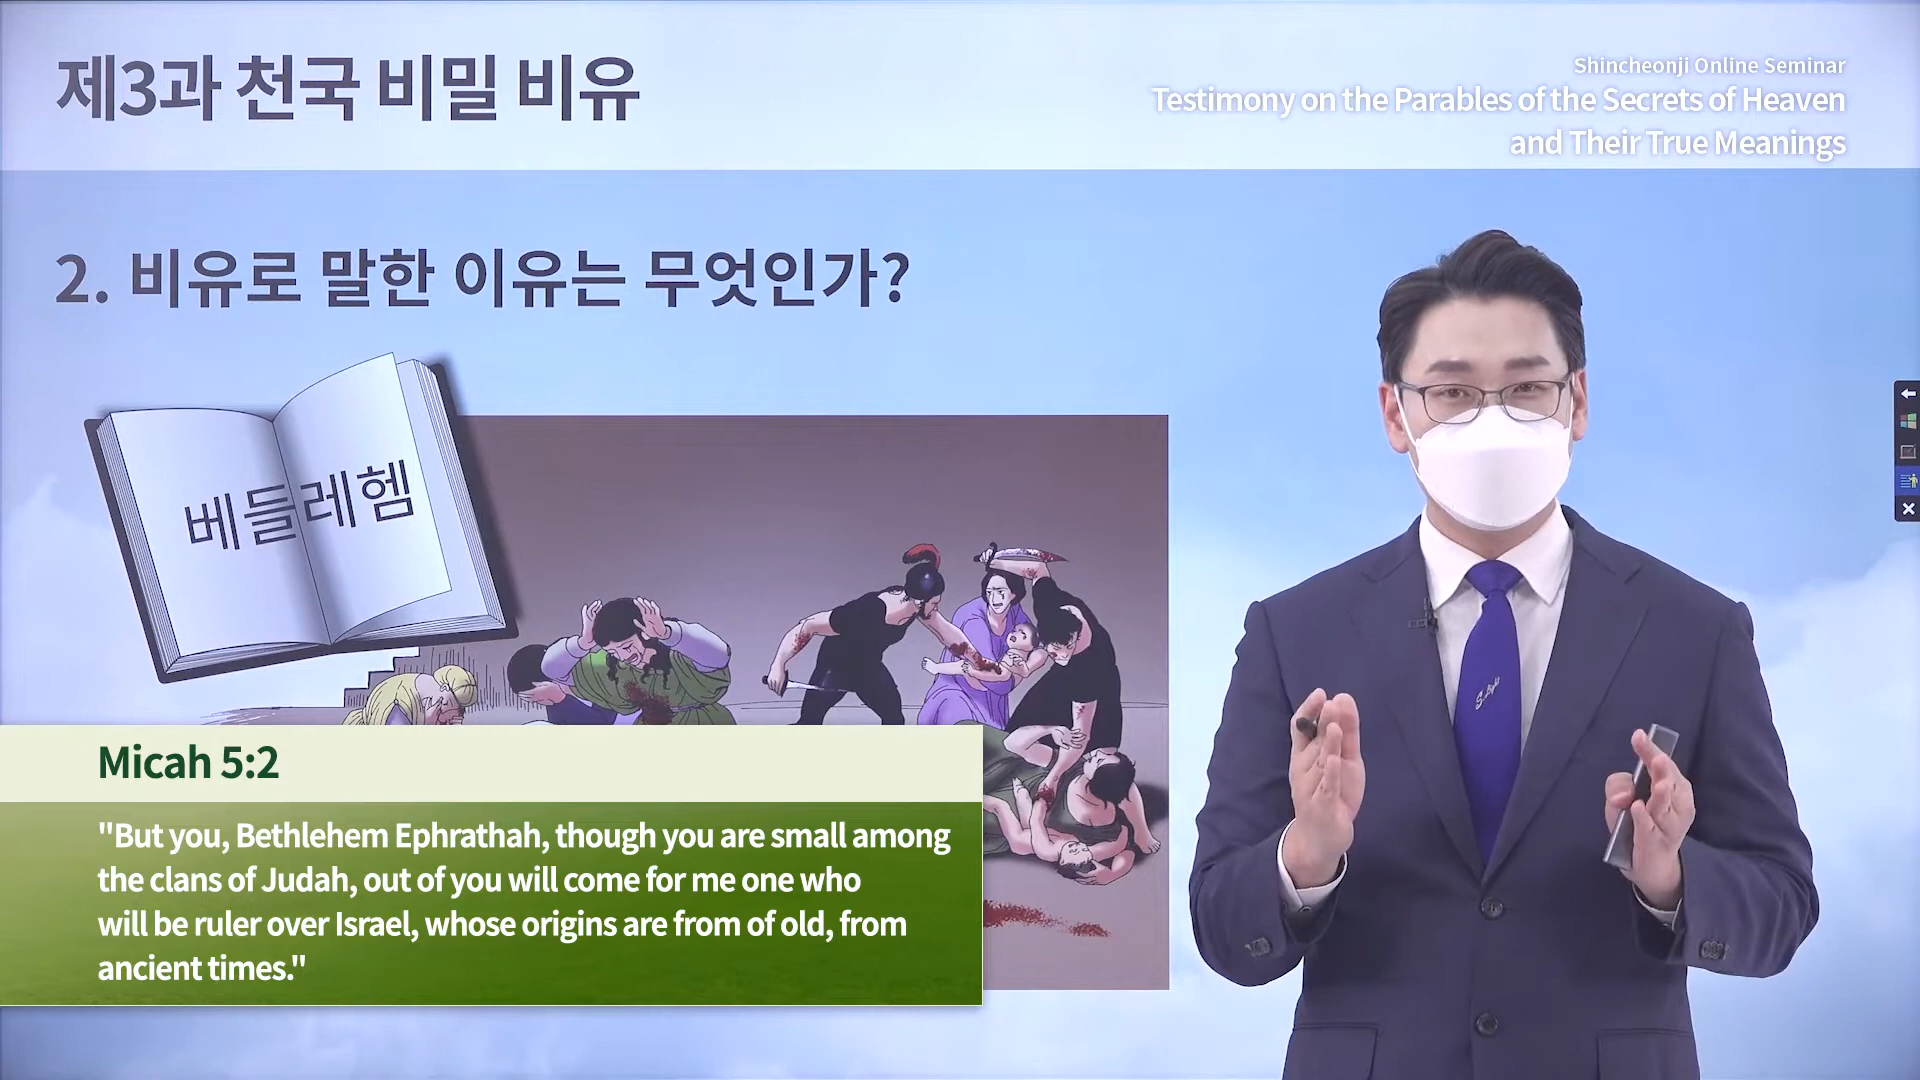 제3과 천국 비밀 비유
Shincheonji Online Seminar
Testimony on the Parables of the Secrets of Heaven
and Their True Meanings
2. 비유로 말한 이유는 무엇인가?
베들레헴
Micah 5:2
"But you, Bethlehem Ephrathah, though you are small among
the clans of Judah, out of you will come for me one who
will be ruler over Israel, whose origins are from of old, from
ancient times."